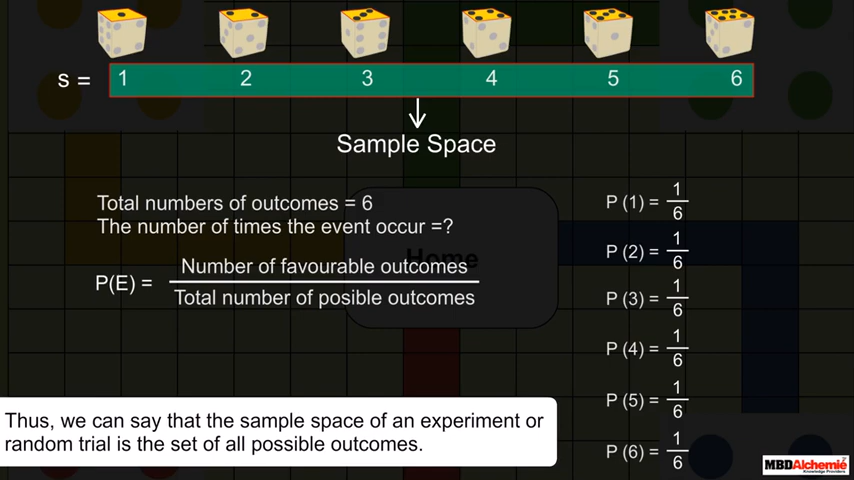 s = 1 2 3 4 5 6
Sample Space
Total numbers of outcomes = 6
The number of times the event occur =?
P(E) = Number of favourable outcomes
Total number of posible outcomes
Home
P (1) = 1/6
P (2) = 1/6
P (3) = 1/6
P (4) = 1/6
P (5) = 1/6
P (6) = 1/6
Thus, we can say that the sample space of an experiment or
random trial is the set of all possible outcomes.
MBDAlchemie
Knowledge Providers